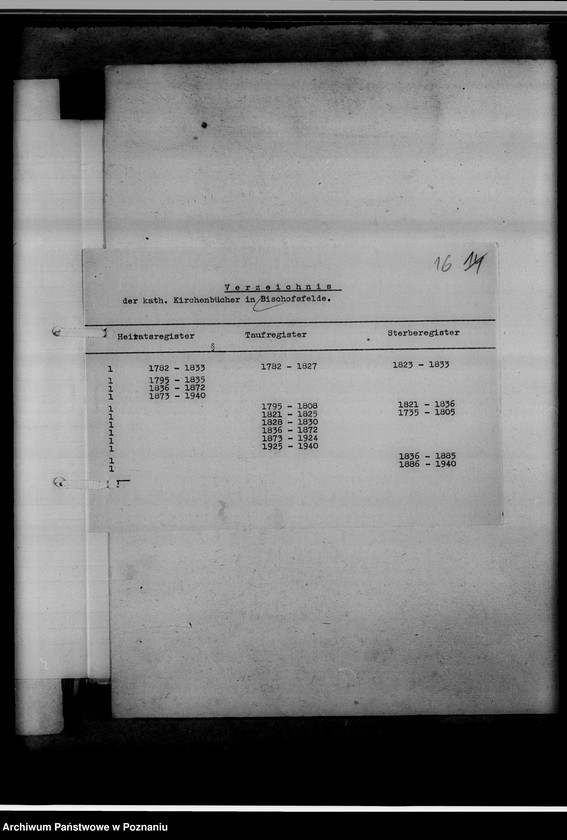 16 14
Verzeichnis
der kath. Kirchenbücher in Bischofsfelde.
Heiratsregister Taufregister Sterberegister
1 1782 - 1833 1782 - 1827 1823 - 1833
1 1795 - 1835
1 1836 - 1872
1 1873 - 1940
1 1795 - 1808 1821 - 1836
1 1821 - 1825 1735 - 1805
1 1828 - 1830
1 1836 - 1872
1 1873 - 1924
1 1925 - 1940
1 1836 - 1885
1 1886 - 1940
Archiwum Państwowe w Poznaniu